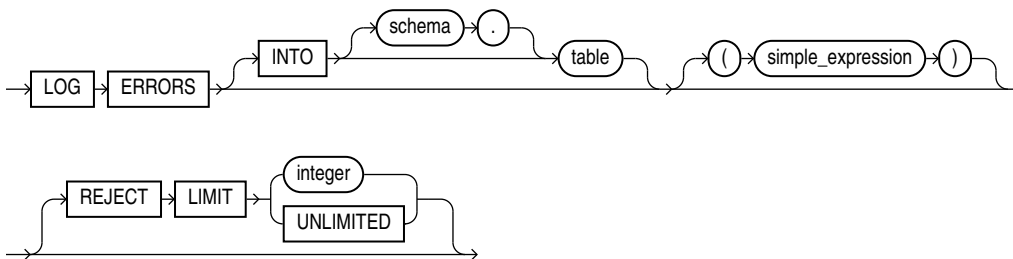 schema .
INTO table ( simple_expression )
LOG ERRORS
integer
REJECT LIMIT
UNLIMITED